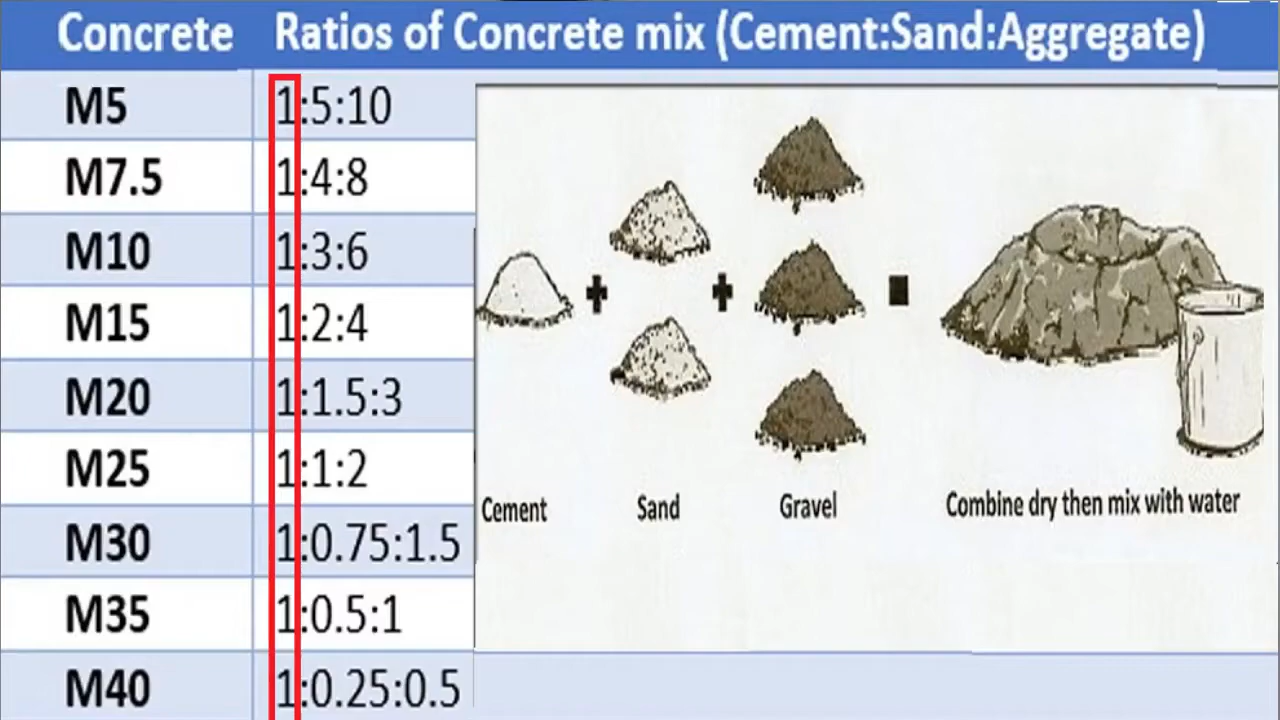 Concrete Ratios of Concrete mix (Cement:Sand:Aggregate)
M5 1:5:10
M7.5 1:4:8
M10 1:3:6
M15 1:2:4
M20 1:1.5:3
M25 1:1:2
M30 1:0.75:1.5
M35 1:0.5:1
M40 1:0.25:0.5
Cement Sand Gravel Combine dry then mix with water